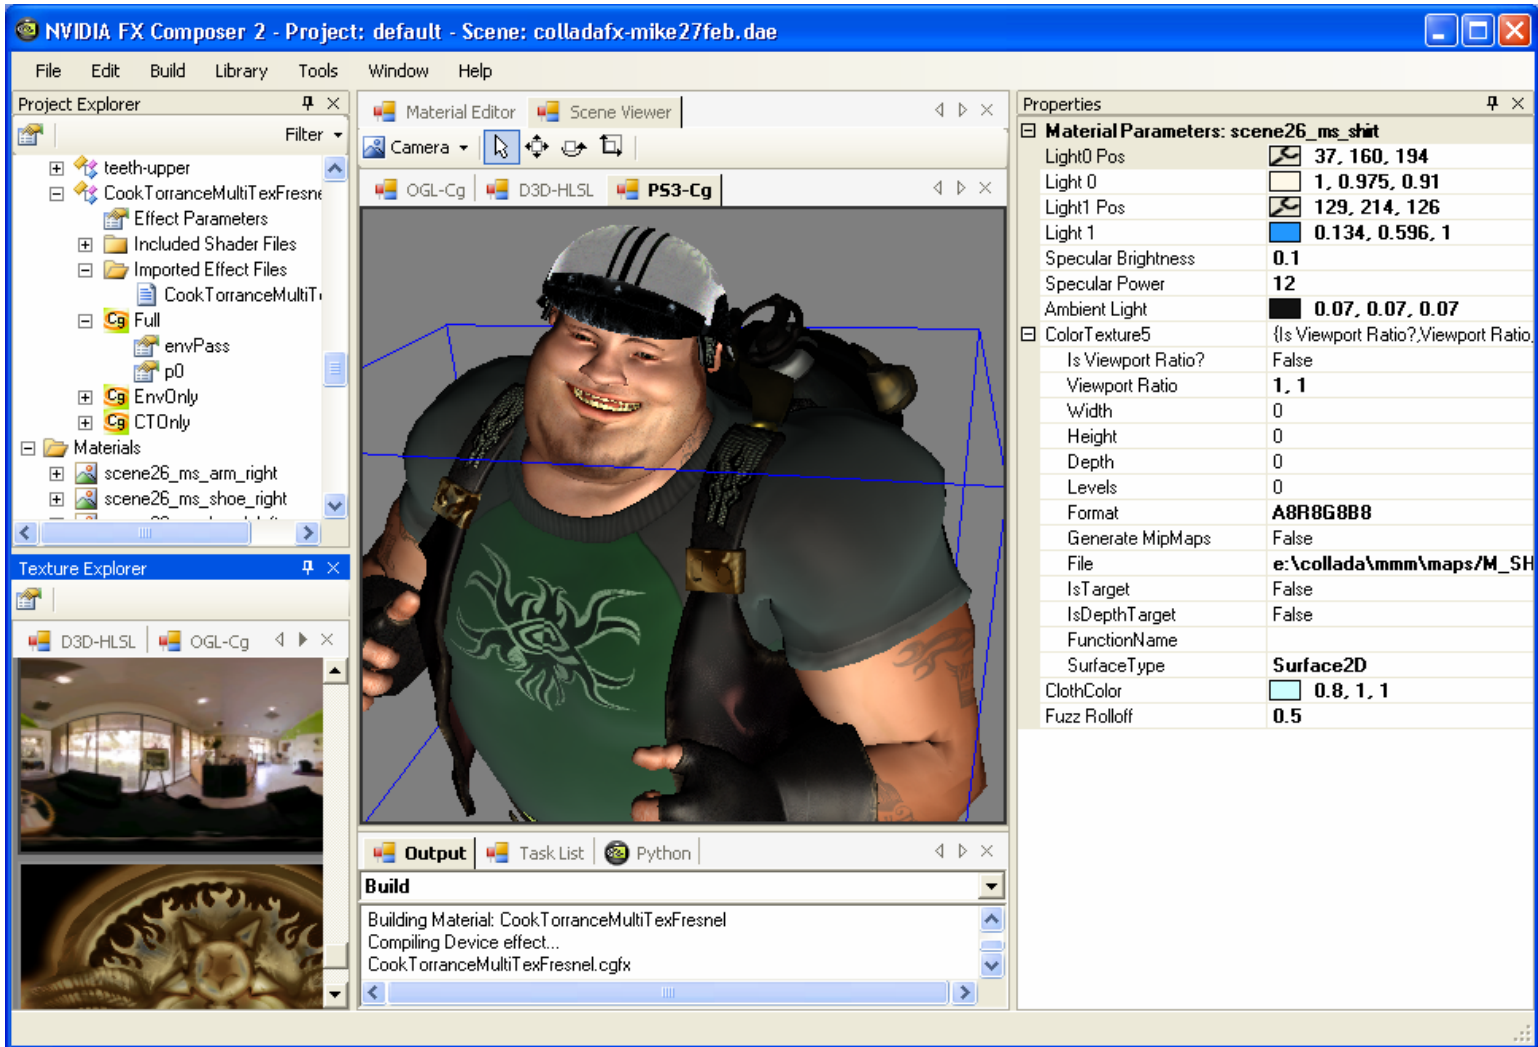 NVIDIA FX Composer 2 - Project: default - Scene: colladafx-mike27feb.dae
File Edit Build Library Tools Window Help
Project Explorer
Filter
teeth-upper
CookTorranceMultiTexFresne
Effect Parameters
Included Shader Files
Imported Effect Files
CookTorranceMultiT
Cg Full
envPass
p0
Cg EnvOnly
Cg CTOnly
Materials
scene26_ms_arm_right
scene26_ms_shoe_right
Texture Explorer
D3D-HLSL OGL-Cg
Material Editor Scene Viewer
Camera
OGL-Cg D3D-HLSL PS3-Cg
Output Task List Python
Build
Building Material: CookTorranceMultiTexFresnel
Compiling Device effect...
CookTorranceMultiTexFresnel.cgfx
Properties
Material Parameters: scene26_ms_shirt
Light0 Pos 37, 160, 194
Light 0 1, 0.975, 0.91
Light1 Pos 129, 214, 126
Light 1 0.134, 0.596, 1
Specular Brightness 0.1
Specular Power 12
Ambient Light 0.07, 0.07, 0.07
ColorTexture5 {Is Viewport Ratio?,Viewport Ratio,
Is Viewport Ratio? False
Viewport Ratio 1, 1
Width 0
Height 0
Depth 0
Levels 0
Format A8R8G8B8
Generate MipMaps False
File e:\collada\mmm\maps/M_SH
IsTarget False
IsDepthTarget False
FunctionName
SurfaceType Surface2D
ClothColor 0.8, 1, 1
Fuzz Rolloff 0.5